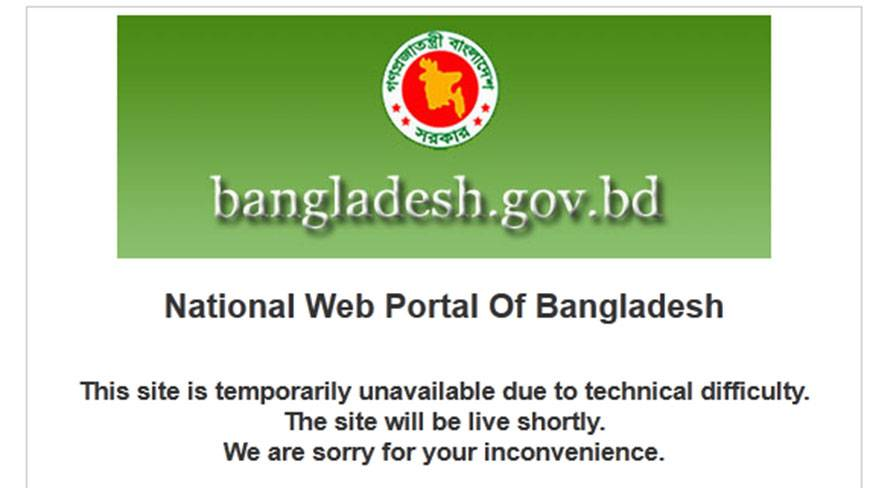 গণপ্রজাতন্ত্রী বাংলাদেশ
সরকার
bangladesh.gov.bd
National Web Portal Of Bangladesh
This site is temporarily unavailable due to technical difficulty.
The site will be live shortly.
We are sorry for your inconvenience.